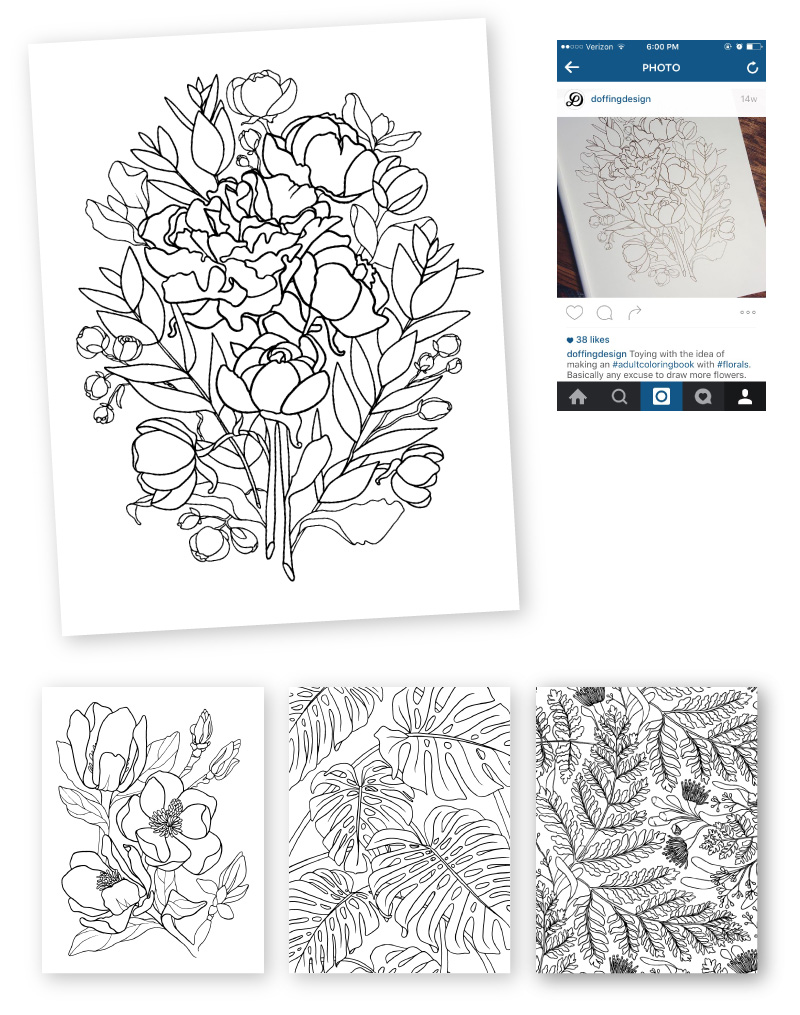 Verizon 6:00 PM
PHOTO
doffingdesign 14w
38 likes
doffingdesign Toying with the idea of
making an #adultcoloringbook with #florals.
Basically any excuse to draw more flowers,